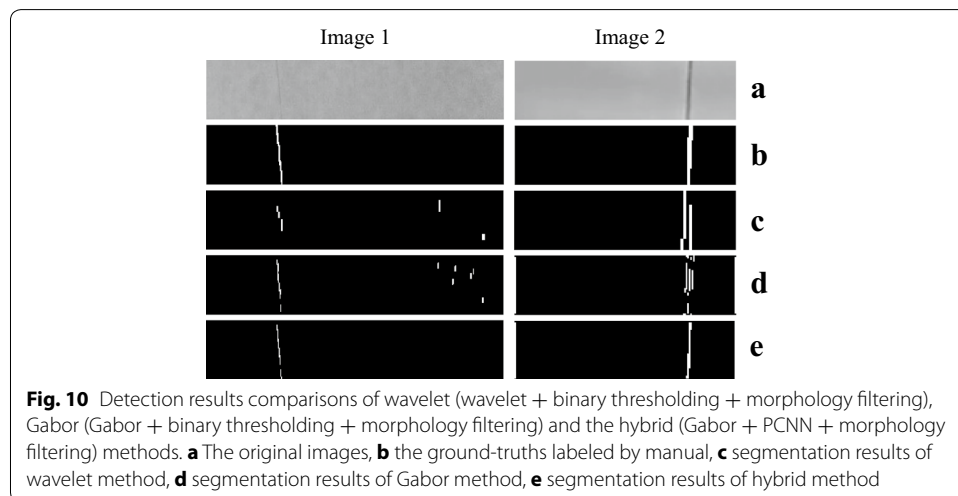 Image 1 Image 2
a
b
c
d
e
Fig. 10 Detection results comparisons of wavelet (wavelet + binary thresholding + morphology filtering),
Gabor (Gabor + binary thresholding + morphology filtering) and the hybrid (Gabor + PCNN + morphology
filtering) methods. a The original images, b the ground-truths labeled by manual, c segmentation results of
wavelet method, d segmentation results of Gabor method, e segmentation results of hybrid method